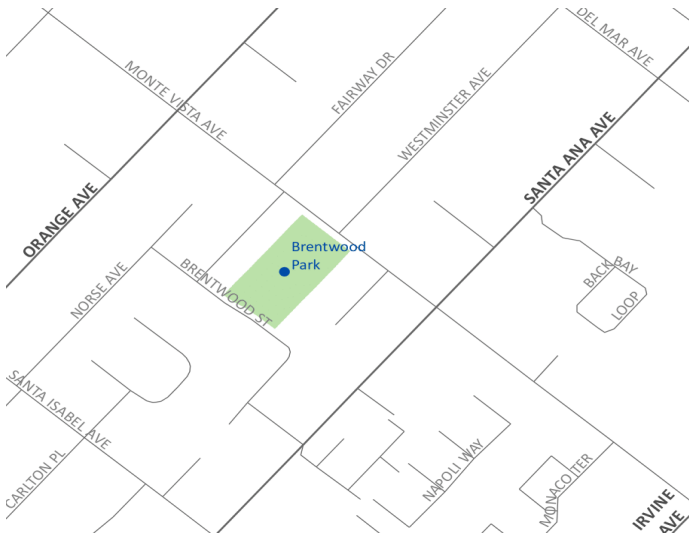 DEL MAR AVE
MONTE VISTA AVE
FAIRWAY DR
WESTMINSTER AVE
SANTA ANA AVE
ORANGE AVE
Brentwood
Park
BRENTWOOD ST
NORSE AVE
BACK BAY
LOOP
SANTA ISABEL AVE
CARLTON PL
NAPOLI WAY
MONACO TER
IRVINE
AVE